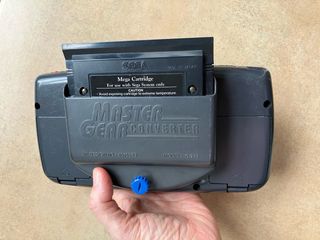 SEGA
Mega Cartridge
For use with Sega System only.
CAUTION
• Avoid exposing cartridge to extreme temperature.
MASTER
GEAR CONVERTER